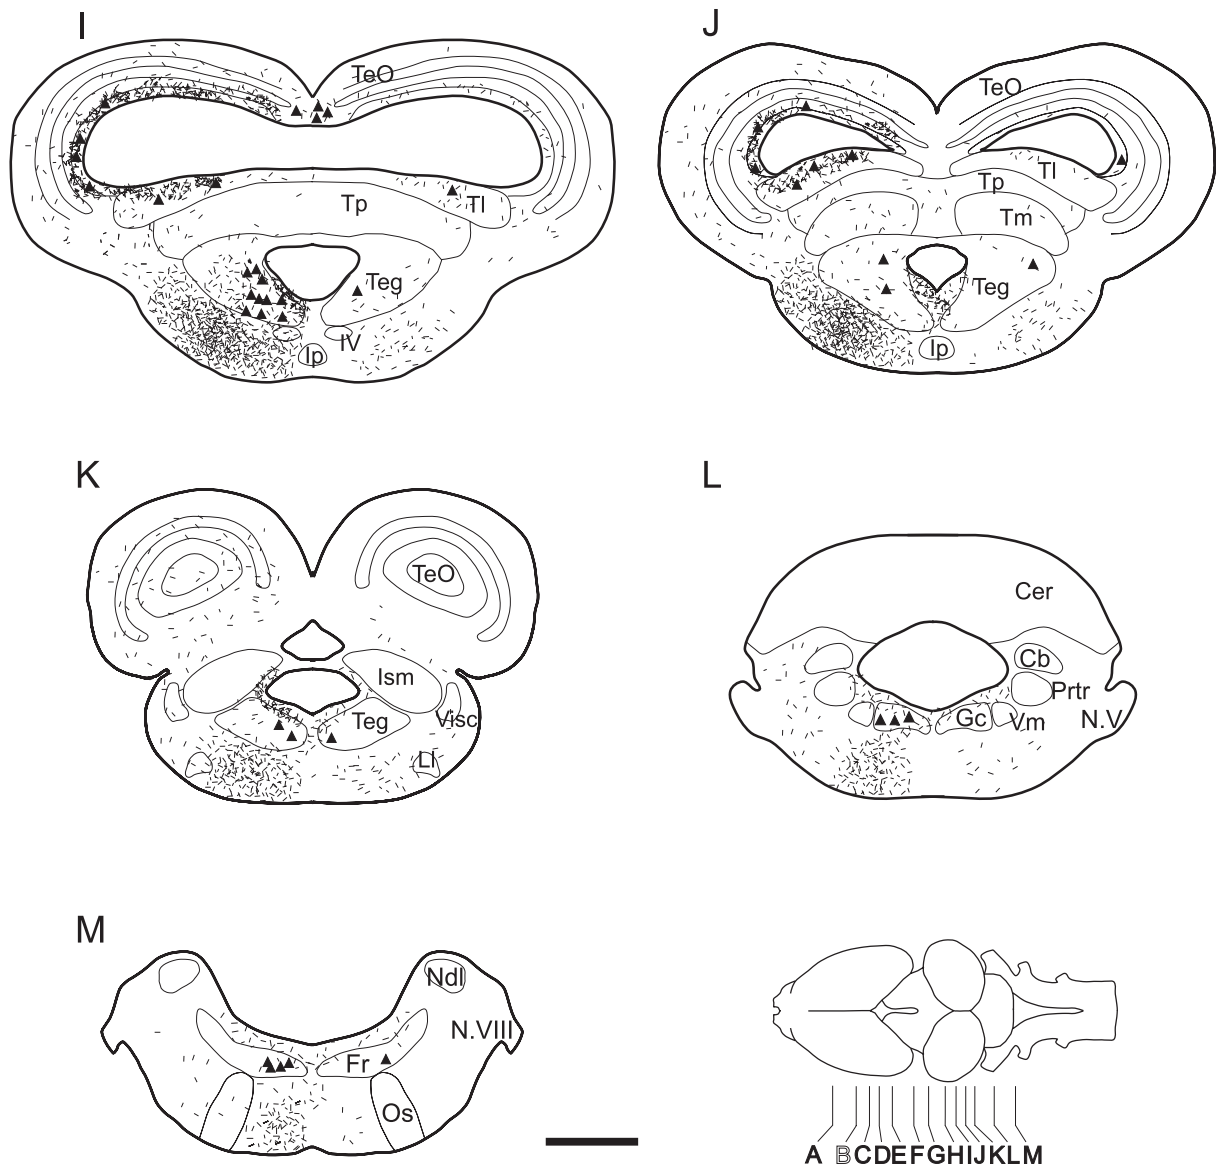 I
TeO
Tp
Tl
Teg
IV
Ip
J
TeO
Tl
Tp
Tm
Teg
Ip
K
TeO
Ism
Teg
Visc
Ll
L
Cer
Cb
Prtr
Gc
Vm
N.V
M
Ndl
N.VIII
Fr
Os
A B C D E F G H I J K L M